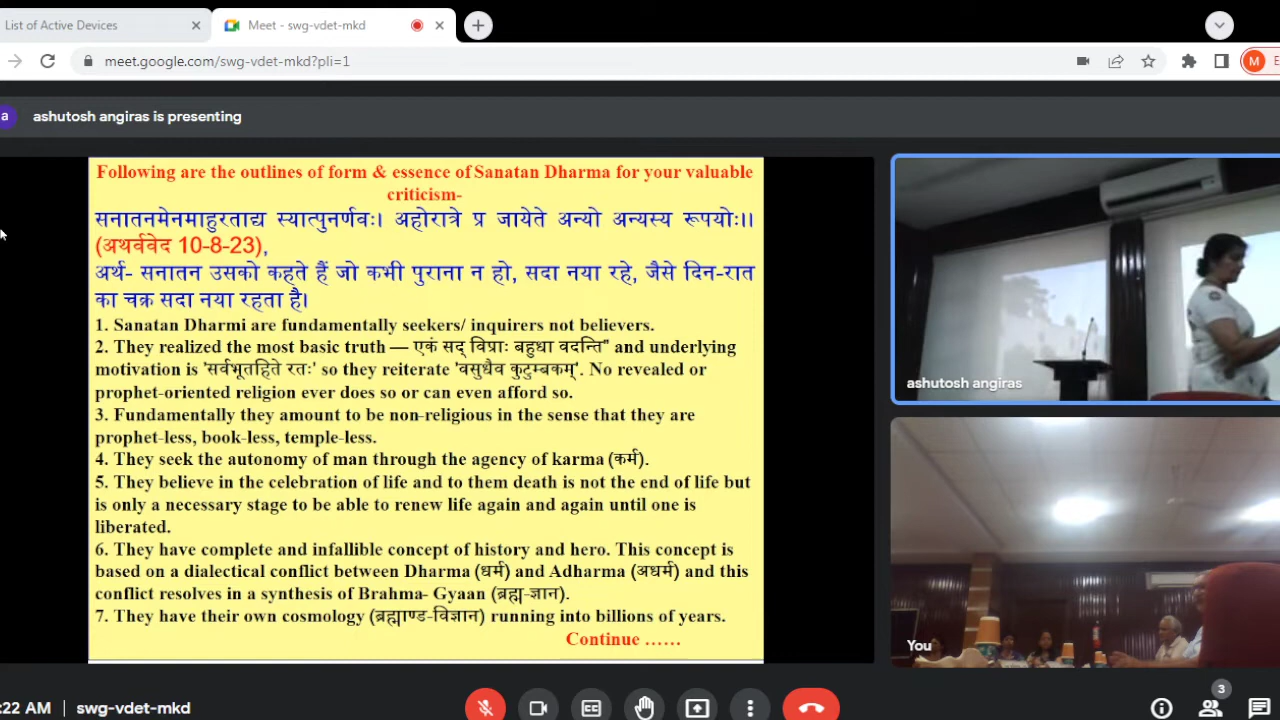 List of Active Devices
Meet - swg-vdet-mkd
meet.google.com/swg-vdet-mkd?pli=1
M
a
ashutosh angiras is presenting
Following are the outlines of form & essence of Sanatan Dharma for your valuable
criticism-
सनातनमेनमाहुरताद्य स्यात्पुनर्णवः। अहोरात्रे प्र जायेते अन्यो अन्यस्य रूपयोः।।
(अथर्ववेद 10-8-23),
अर्थ- सनातन उसको कहते हैं जो कभी पुराना न हो, सदा नया रहे, जैसे दिन-रात
का चक्र सदा नया रहता है।
1. Sanatan Dharmi are fundamentally seekers/ inquirers not believers.
2. They realized the most basic truth — एकं सद् विप्राः बहुधा वदन्ति" and underlying
motivation is 'सर्वभूतहिते रतः' so they reiterate 'वसुधैव कुटुम्बकम्'. No revealed or
prophet-oriented religion ever does so or can even afford so.
3. Fundamentally they amount to be non-religious in the sense that they are
prophet-less, book-less, temple-less.
4. They seek the autonomy of man through the agency of karma (कर्म).
5. They believe in the celebration of life and to them death is not the end of life but
is only a necessary stage to be able to renew life again and again until one is
liberated.
6. They have complete and infallible concept of history and hero. This concept is
based on a dialectical conflict between Dharma (धर्म) and Adharma (अधर्म) and this
conflict resolves in a synthesis of Brahma- Gyaan (ब्रह्म-ज्ञान).
7. They have their own cosmology (ब्रह्माण्ड-विज्ञान) running into billions of years.
Continue ……
ashutosh angiras
You
:22 AM | swg-vdet-mkd
3